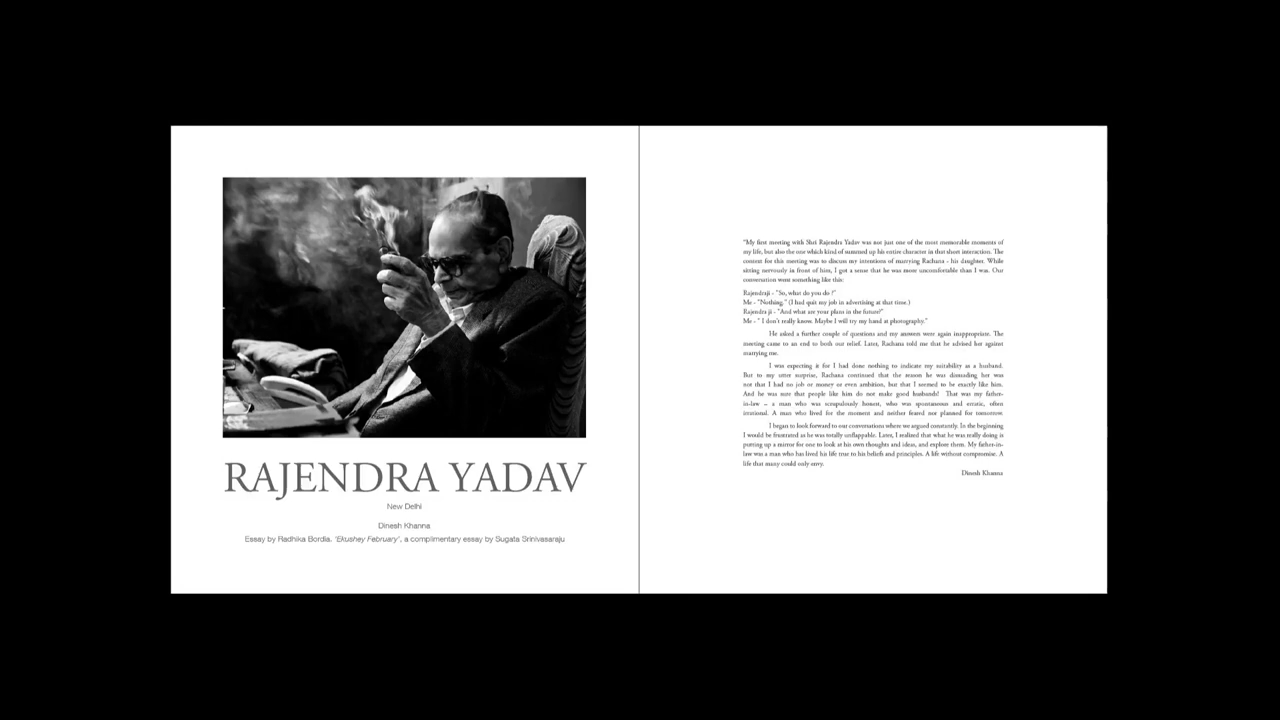 RAJENDRA YADAV
New Delhi
Dinesh Khanna
Essay by Radhika Bordia. 'Ekushey February', a complimentary essay by Sugata Srinivasaraju
"My first meeting with Shri Rajendra Yadav was not just one of the most memorable moments of
my life, but also the one which kind of summed up his entire character in that short interaction. The
context for this meeting was to discuss my intentions of marrying Rachana - his daughter. While
sitting nervously in front of him, I got a sense that he was more uncomfortable than I was. Our
conversation went something like this:
Rajendraji - "So, what do you do ?"
Me - "Nothing." (I had quit my job in advertising at that time.)
Rajendra ji - "And what are your plans in the future?"
Me - " I don't really know. Maybe I will try my hand at photography."
He asked a further couple of questions and my answers were again inappropriate. The
meeting came to an end to both our relief. Later, Rachana told me that he advised her against
marrying me.
I was expecting it for I had done nothing to indicate my suitability as a husband.
But to my utter surprise, Rachana continued that the reason he was dissuading her was
not that I had no job or money or even ambition, but that I seemed to be exactly like him.
And he was sure that people like him do not make good husbands! That was my father-
in-law – a man who was scrupulously honest, who was spontaneous and erratic, often
irrational. A man who lived for the moment and neither feared nor planned for tomorrow.
I began to look forward to our conversations where we argued constantly. In the beginning
I would be frustrated as he was totally unflappable. Later, I realized that what he was really doing is
putting up a mirror for one to look at his own thoughts and ideas, and explore them. My father-in-
law was a man who has lived his life true to his beliefs and principles. A life without compromise. A
life that many could only envy.
Dinesh Khanna